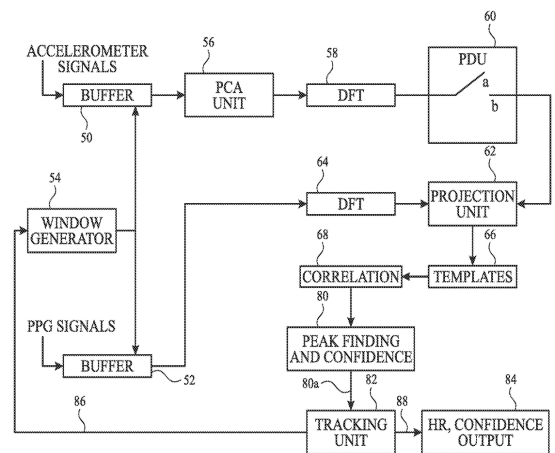 ACCELEROMETER
SIGNALS
BUFFER
50
56
PCA
UNIT
58
DFT
60
PDU
a
b
54
WINDOW
GENERATOR
64
DFT
62
PROJECTION
UNIT
68
CORRELATION
66
TEMPLATES
80
PEAK FINDING
AND CONFIDENCE
PPG SIGNALS
BUFFER
52
80a
86
82
TRACKING
UNIT
88
84
HR, CONFIDENCE
OUTPUT